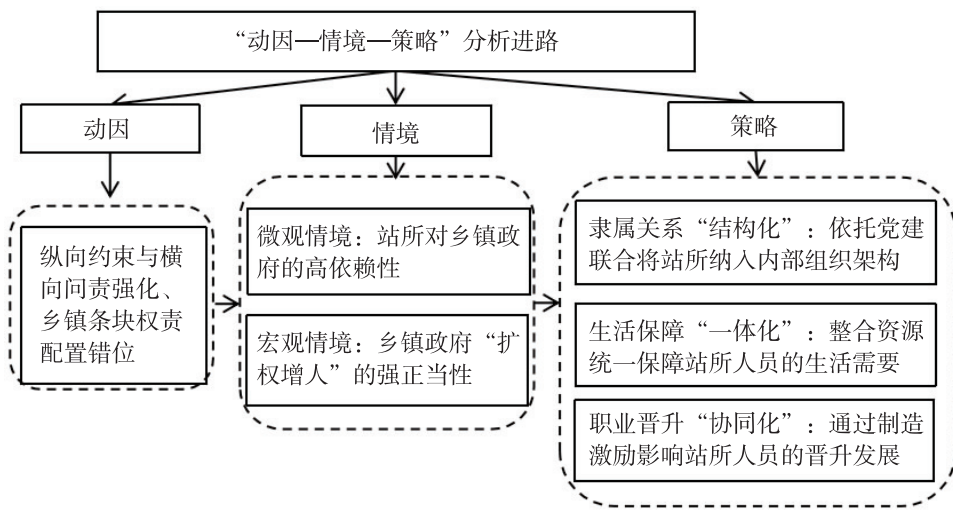 “动因—情境—策略”分析进路
动因
情境
策略
纵向约束与横
向问责强化、
乡镇条块权责
配置错位
微观情境：站所对乡镇政
府的高依赖性
宏观情境：乡镇政府“扩
权增人”的强正当性
隶属关系“结构化”：依托党建
联合将站所纳入内部组织架构
生活保障“一体化”：整合资源
统一保障站所人员的生活需要
职业晋升“协同化”：通过制造
激励影响站所人员的晋升发展